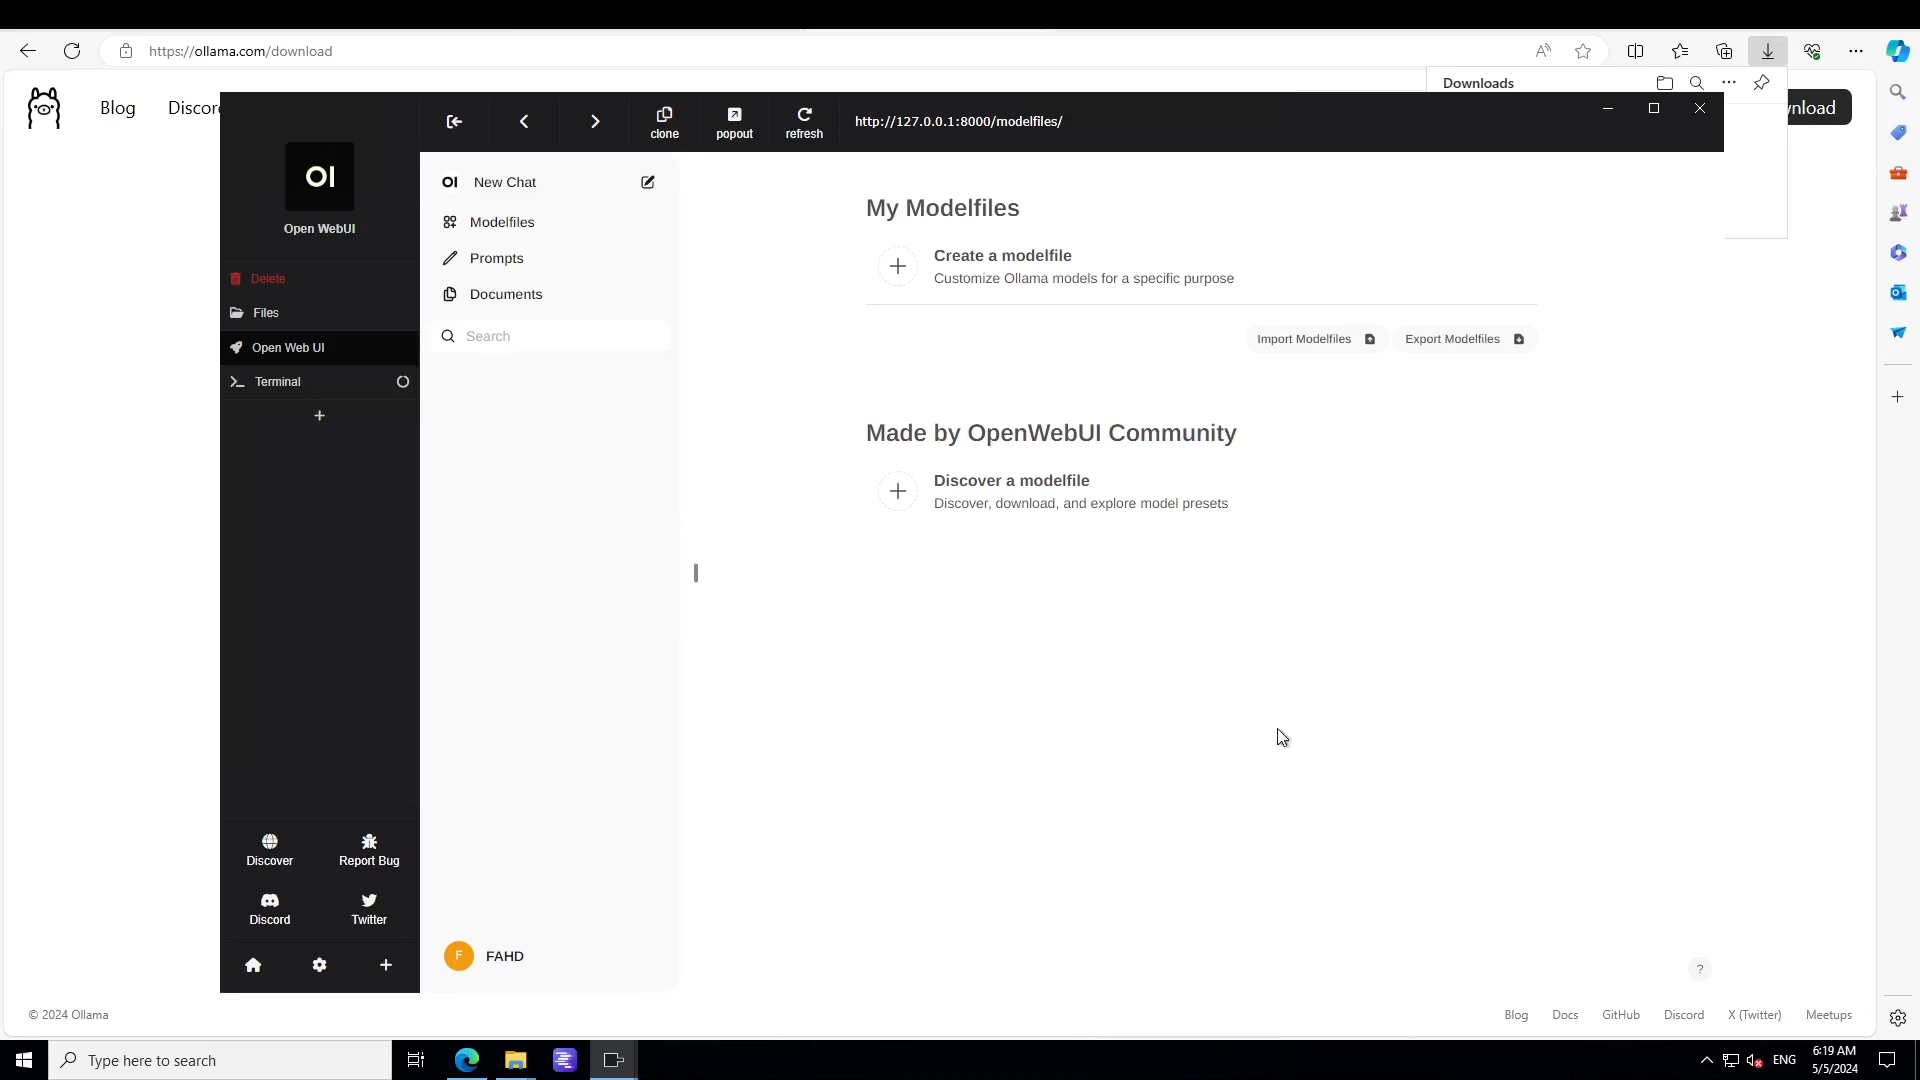 https://ollama.com/download
Downloads
Blog
clone
popout
refresh
http://127.0.0.1:8000/modelfiles/
OI
Open WebUI
Delete
Files
Open Web UI
Terminal
OI New Chat
Modelfiles
Prompts
Documents
Search
My Modelfiles
Create a modelfile
Customize Ollama models for a specific purpose
Import Modelfiles
Export Modelfiles
Made by OpenWebUI Community
Discover a modelfile
Discover, download, and explore model presets
Discover
Report Bug
Discord
Twitter
F FAHD
?
© 2024 Ollama
Blog
Docs
GitHub
Discord
X (Twitter)
Meetups
Type here to search
ENG
6:19 AM
5/5/2024